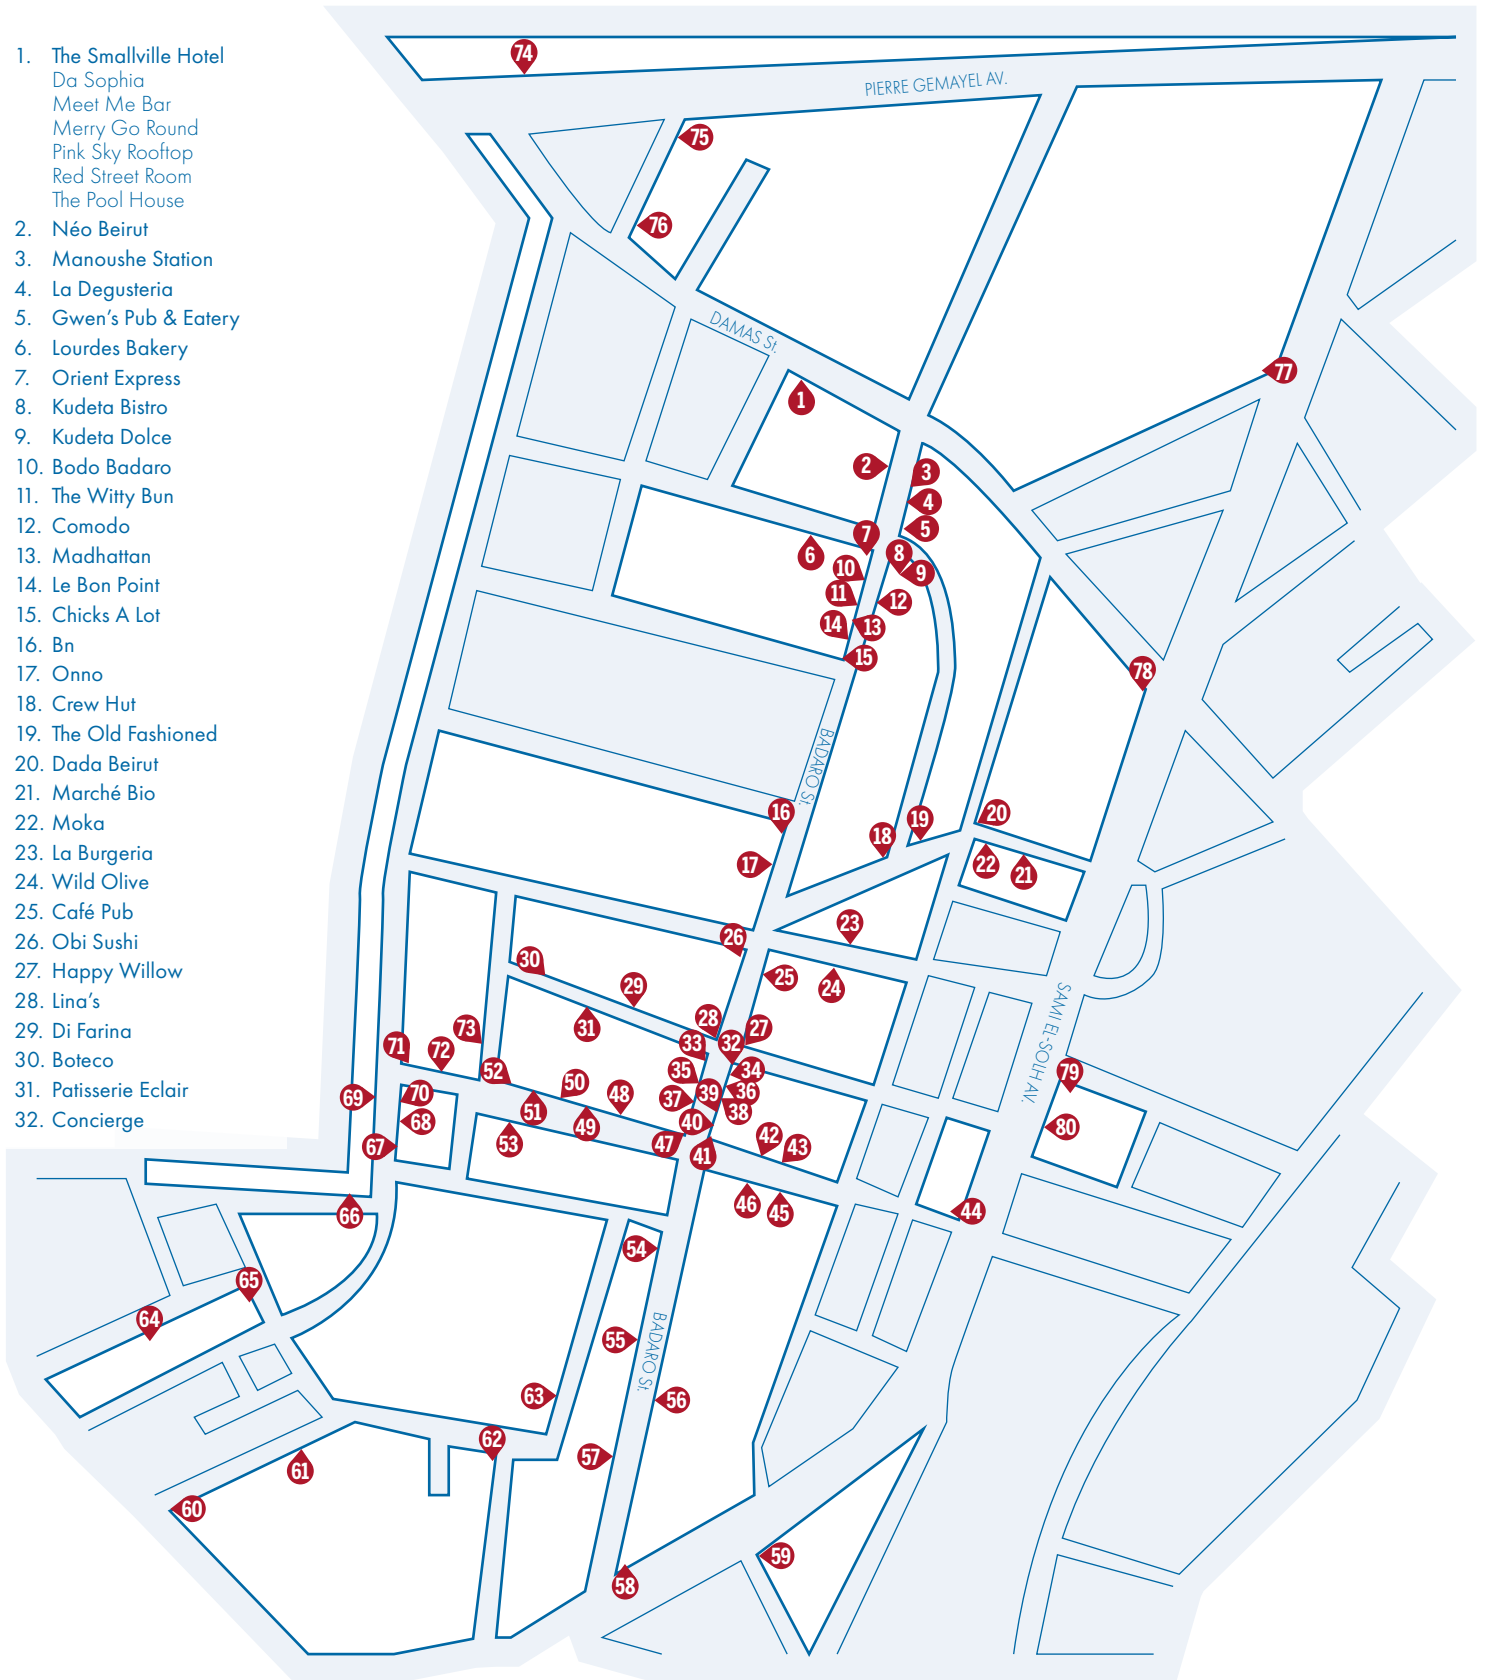 1. The Smallville Hotel
Da Sophia
Meet Me Bar
Merry Go Round
Pink Sky Rooftop
Red Street Room
The Pool House
2. Néo Beirut
3. Manoushe Station
4. La Degusteria
5. Gwen's Pub & Eatery
6. Lourdes Bakery
7. Orient Express
8. Kudeta Bistro
9. Kudeta Dolce
10. Bodo Badaro
11. The Witty Bun
12. Comodo
13. Madhattan
14. Le Bon Point
15. Chicks A Lot
16. Bn
17. Onno
18. Crew Hut
19. The Old Fashioned
20. Dada Beirut
21. Marché Bio
22. Moka
23. La Burgeria
24. Wild Olive
25. Café Pub
26. Obi Sushi
27. Happy Willow
28. Lina's
29. Di Farina
30. Boteco
31. Patisserie Eclair
32. Concierge
74
PIERRE GEMAYEL AV.
75
76
DAMAS St.
77
1
2
3
4
5
7
6
8
9
10
11
12
14
13
15
78
BADARO St.
16
20
19
18
17
22
21
23
26
30
25
24
29
SAMI EL-SOLH AV.
28
31
73
27
71
33
32
72
52
35
34
79
50
48
39
36
69
70
37
51
38
68
40
49
80
42
53
47
67
43
41
46
44
45
66
54
65
64
55
BADARO St.
63
56
62
57
61
60
59
58